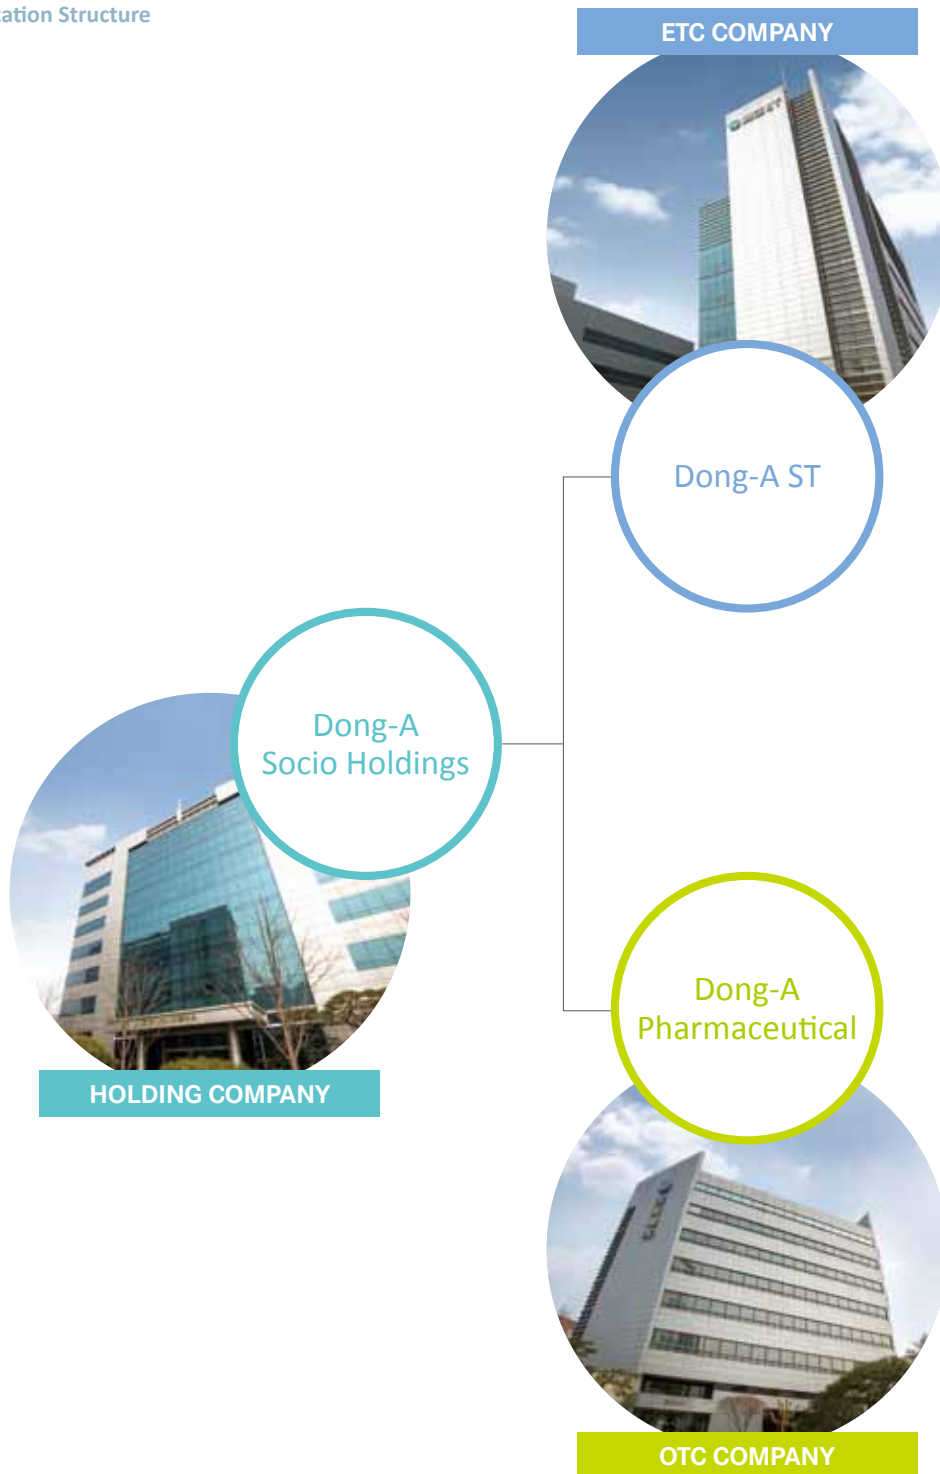 ation Structure
ETC COMPANY
Dong-A ST
Dong-A
Socio Holdings
HOLDING COMPANY
Dong-A
Pharmaceutical
OTC COMPANY